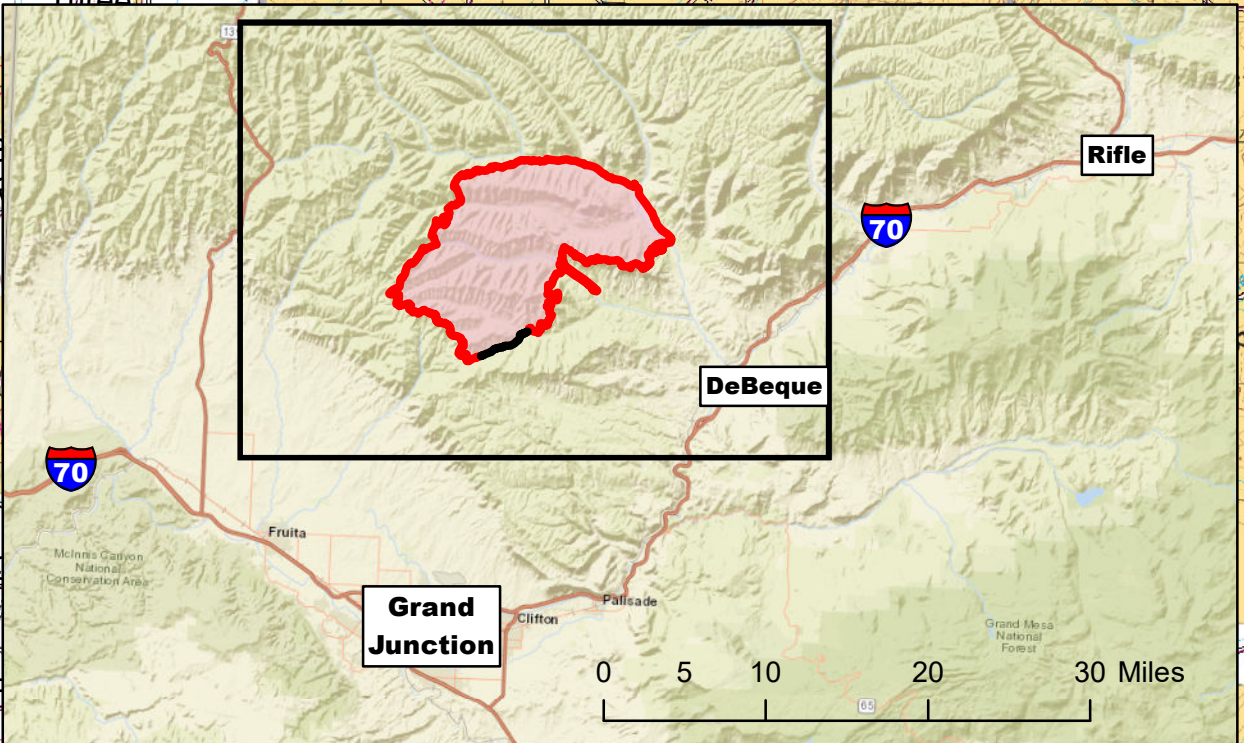 13
Rifle
70
DeBeque
70
Fruita
McInnis Canyon
National
Conservation Area
Grand
Junction
Palisade
Clifton
Grand Mesa
National
Forest
0 5 10 20 30 Miles
65